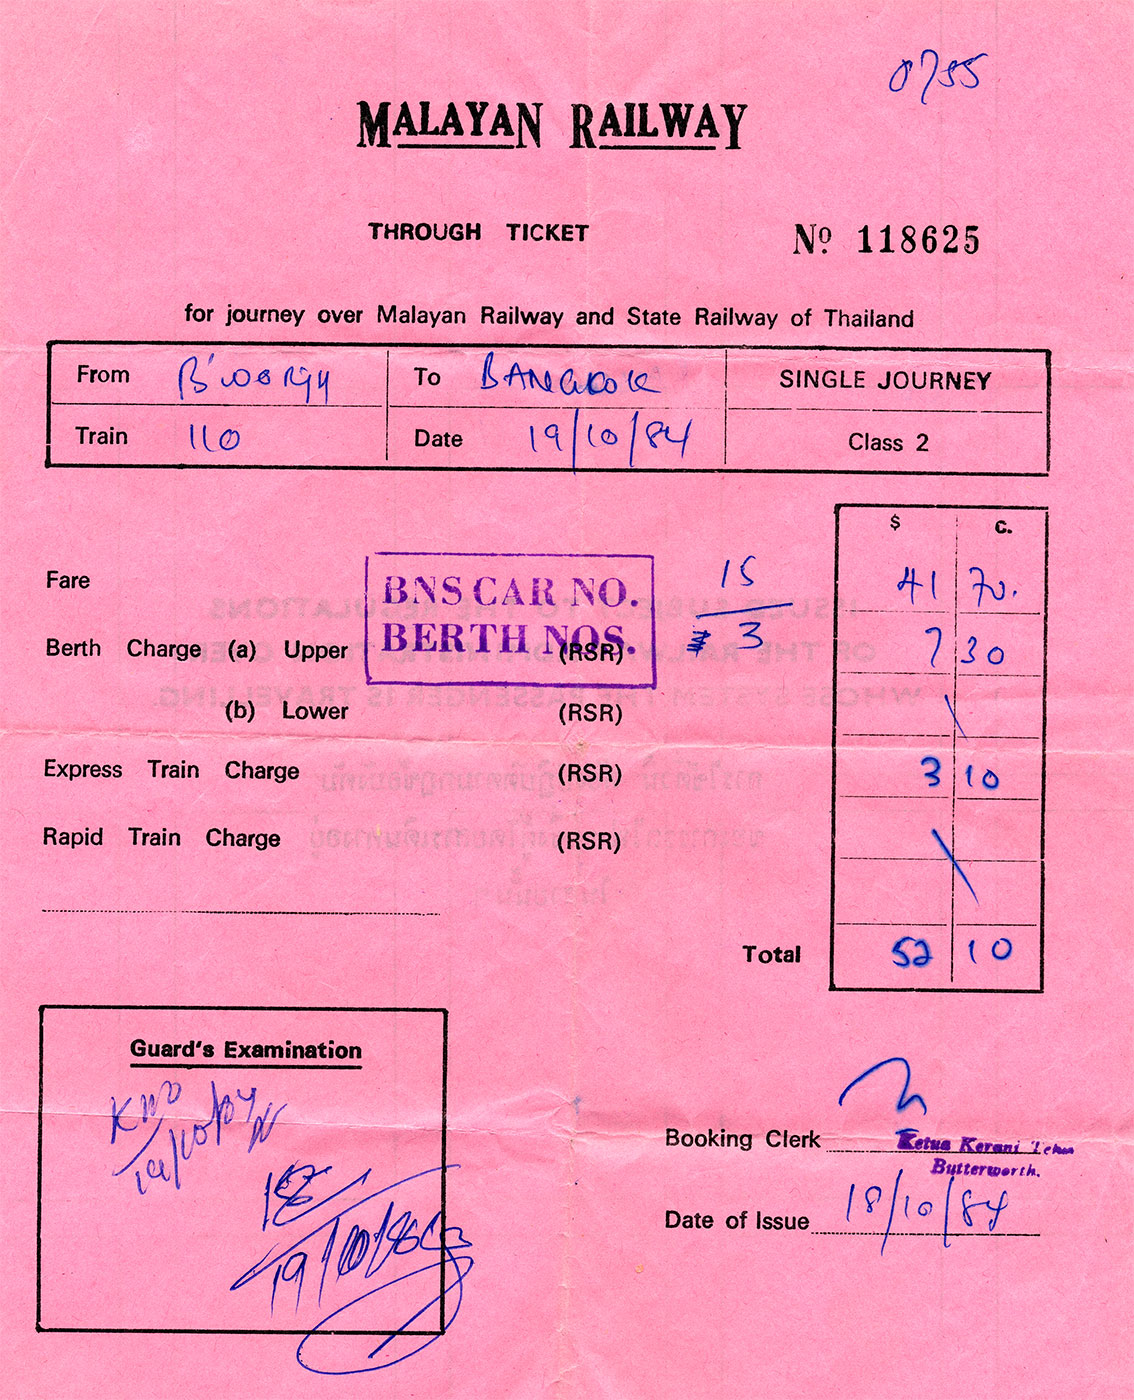 0755
MALAYAN RAILWAY
THROUGH TICKET
No. 118625
for journey over Malayan Railway and State Railway of Thailand
From B'worth To BANGKOK SINGLE JOURNEY
Train 110 Date 19/10/84 Class 2
$ c.
Fare 15 41 70.
BNS CAR NO.
BERTH NOS.
Berth Charge (a) Upper (RSR) 3 7 30
(b) Lower (RSR)
Express Train Charge (RSR) 3 10
Rapid Train Charge (RSR)
Total 52 10
Guard's Examination
19/10/84
Booking Clerk
Ketua Kerani
Butterworth.
Date of Issue 18/10/84